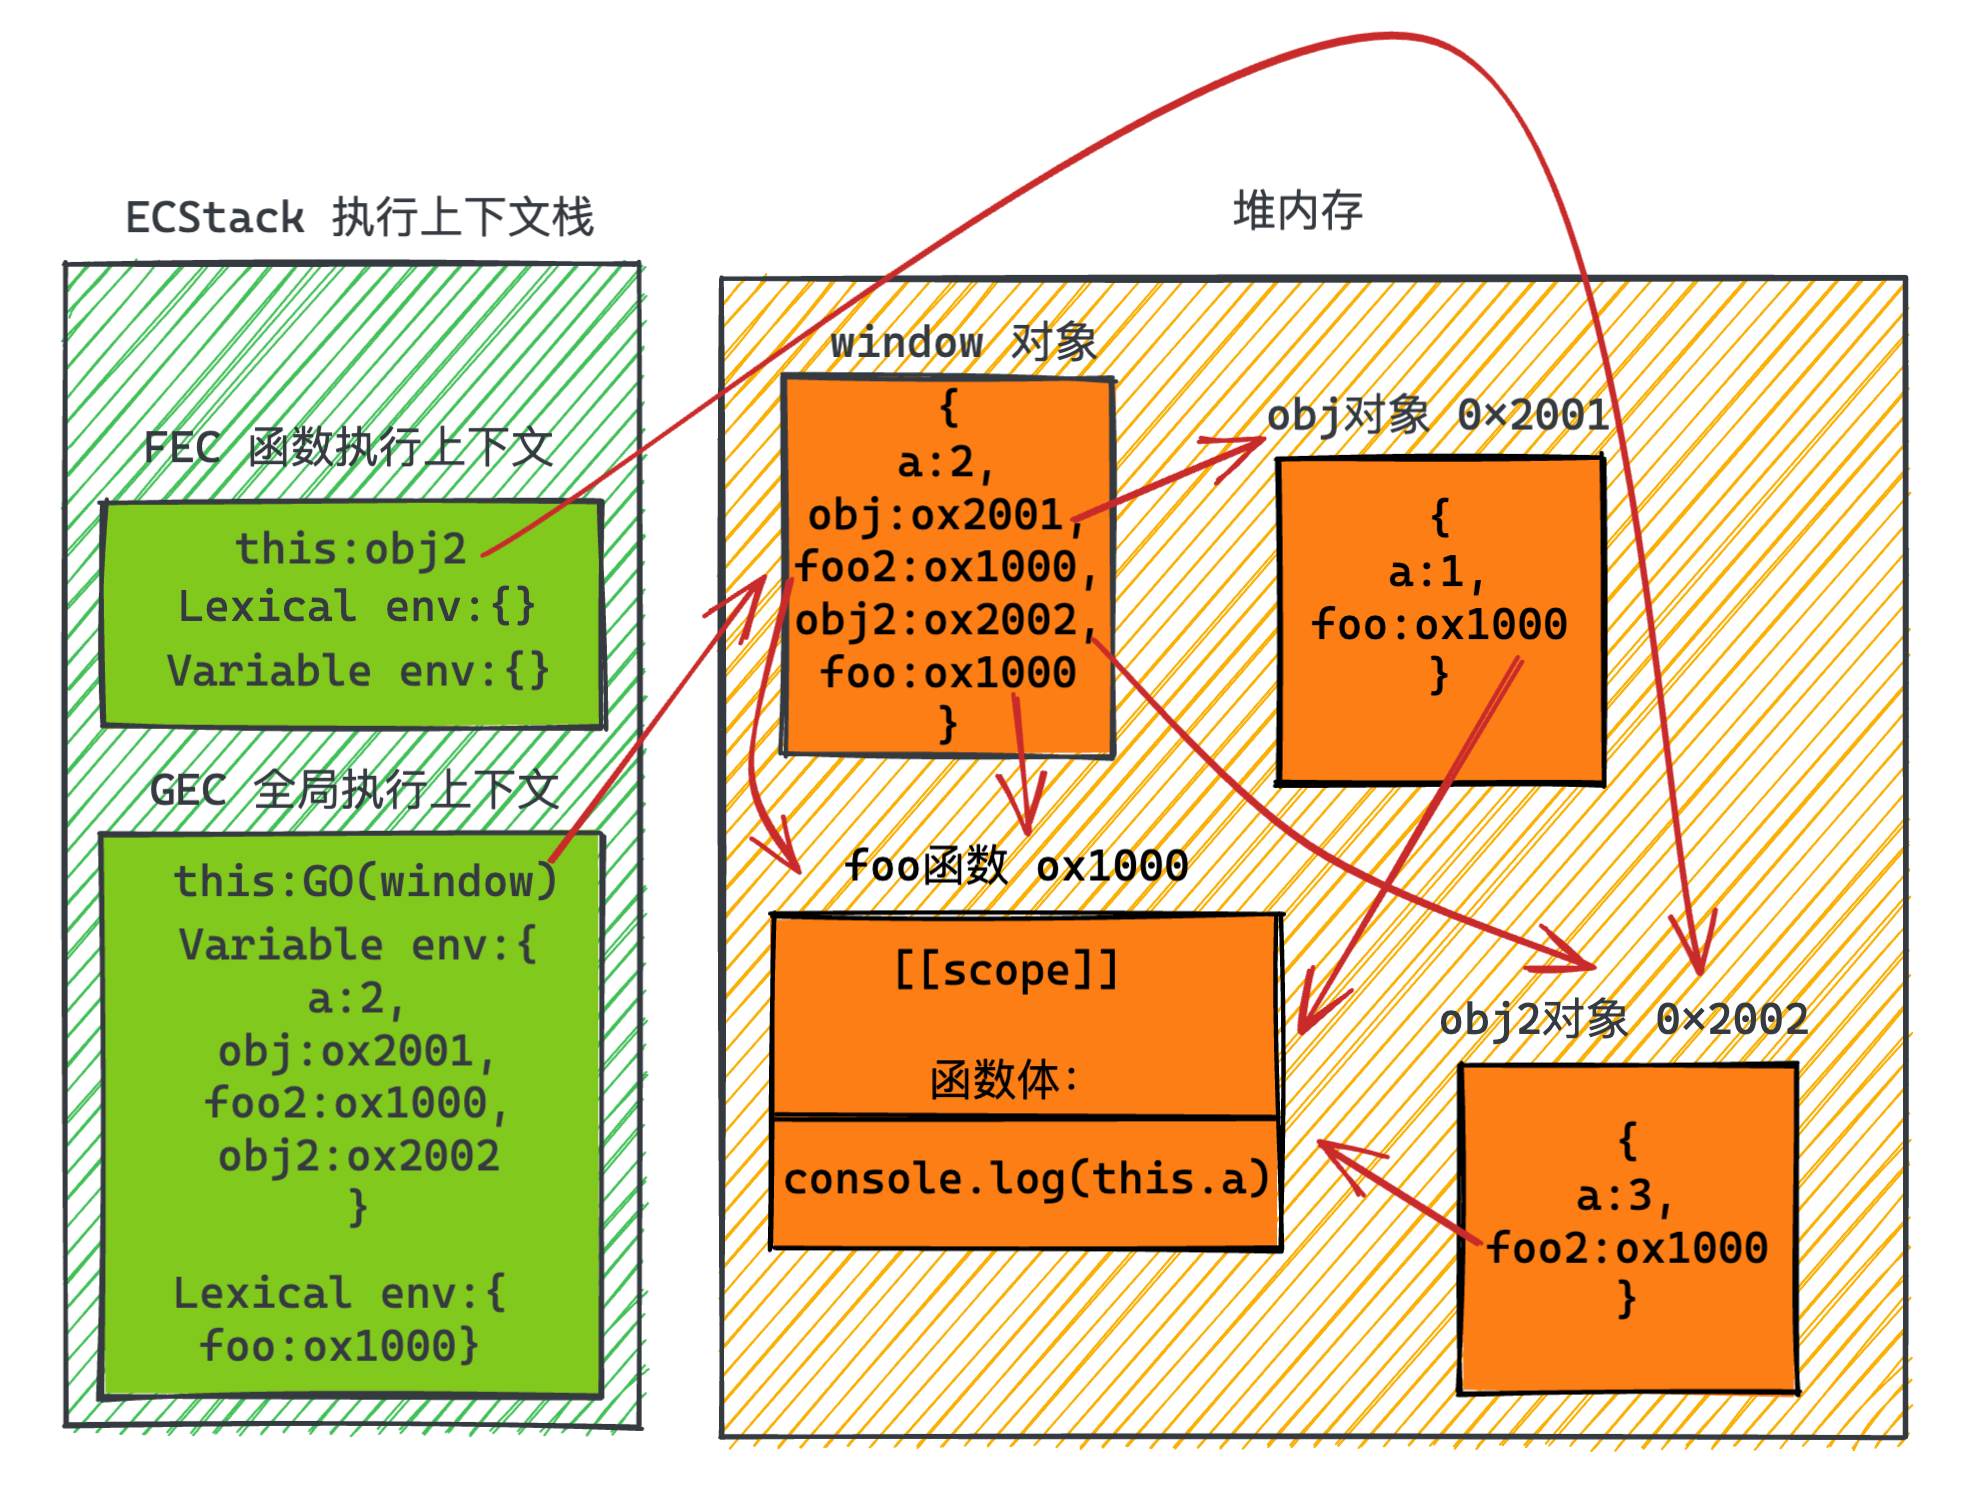 ECStack 执行上下文栈
FEC 函数执行上下文
this:obj2
Lexical env:{}
Variable env:{}
GEC 全局执行上下文
this:GO(window)
Variable env:{
a:2,
obj:ox2001,
foo2:ox1000,
obj2:ox2002
}
Lexical env:{
foo:ox1000}
堆内存
window 对象
{
a:2,
obj:ox2001,
foo2:ox1000,
obj2:ox2002,
foo:ox1000
}
obj对象 0×2001
{
a:1,
foo:ox1000
}
foo函数 ox1000
[[scope]]
函数体:
console.log(this.a)
obj2对象 0×2002
{
a:3,
foo2:ox1000
}